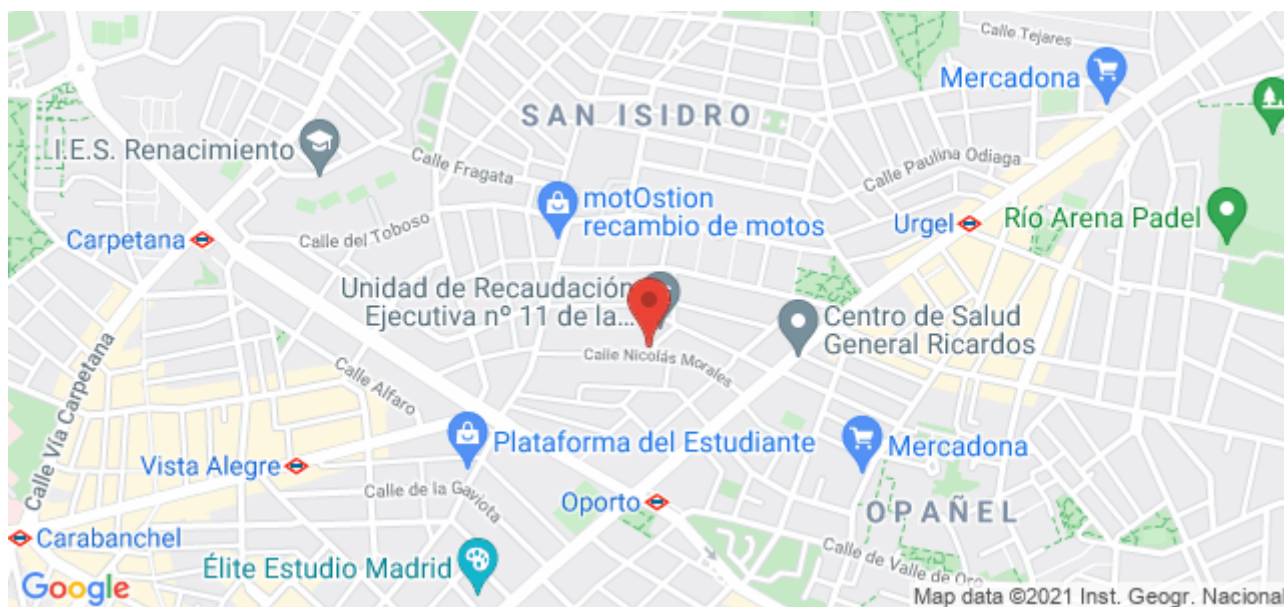 Calle Tejares
Mercadona
SAN ISIDRO
I.E.S. Renacimiento
Calle Fragata
Calle Paulina Odiaga
motOstion
recambio de motos
Urgel
Río Arena Padel
Carpetana
Calle del Toboso
Unidad de Recaudación
Ejecutiva nº 11 de la...
Centro de Salud
General Ricardos
Calle Nicolás Morales
Calle Vía Carpetana
Calle Alfaro
Plataforma del Estudiante
Mercadona
Vista Alegre
Calle de la Gaviota
Oporto
OPAÑEL
Carabanchel
Élite Estudio Madrid
Calle de Valle de Oro
Google
Map data ©2021 Inst. Geogr. Naciona